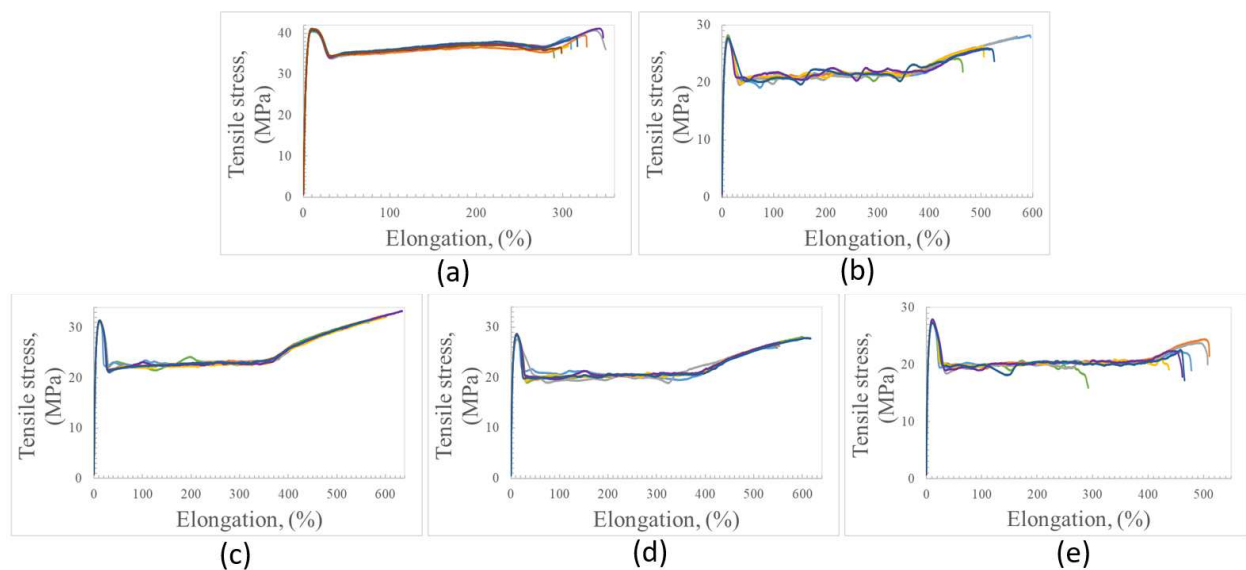 Tensile stress,
(MPa)
40
30
20
10
0
0 100 200 300
Elongation, (%)
(a)
Tensile stress,
(MPa)
30
20
10
0
0 100 200 300 400 500 600
Elongation, (%)
(b)
Tensile stress,
(MPa)
30
20
10
0
0 100 200 300 400 500 600
Elongation, (%)
(c)
Tensile stress,
(MPa)
30
20
10
0
0 100 200 300 400 500 600
Elongation, (%)
(d)
Tensile stress,
(MPa)
30
20
10
0
0 100 200 300 400 500
Elongation, (%)
(e)